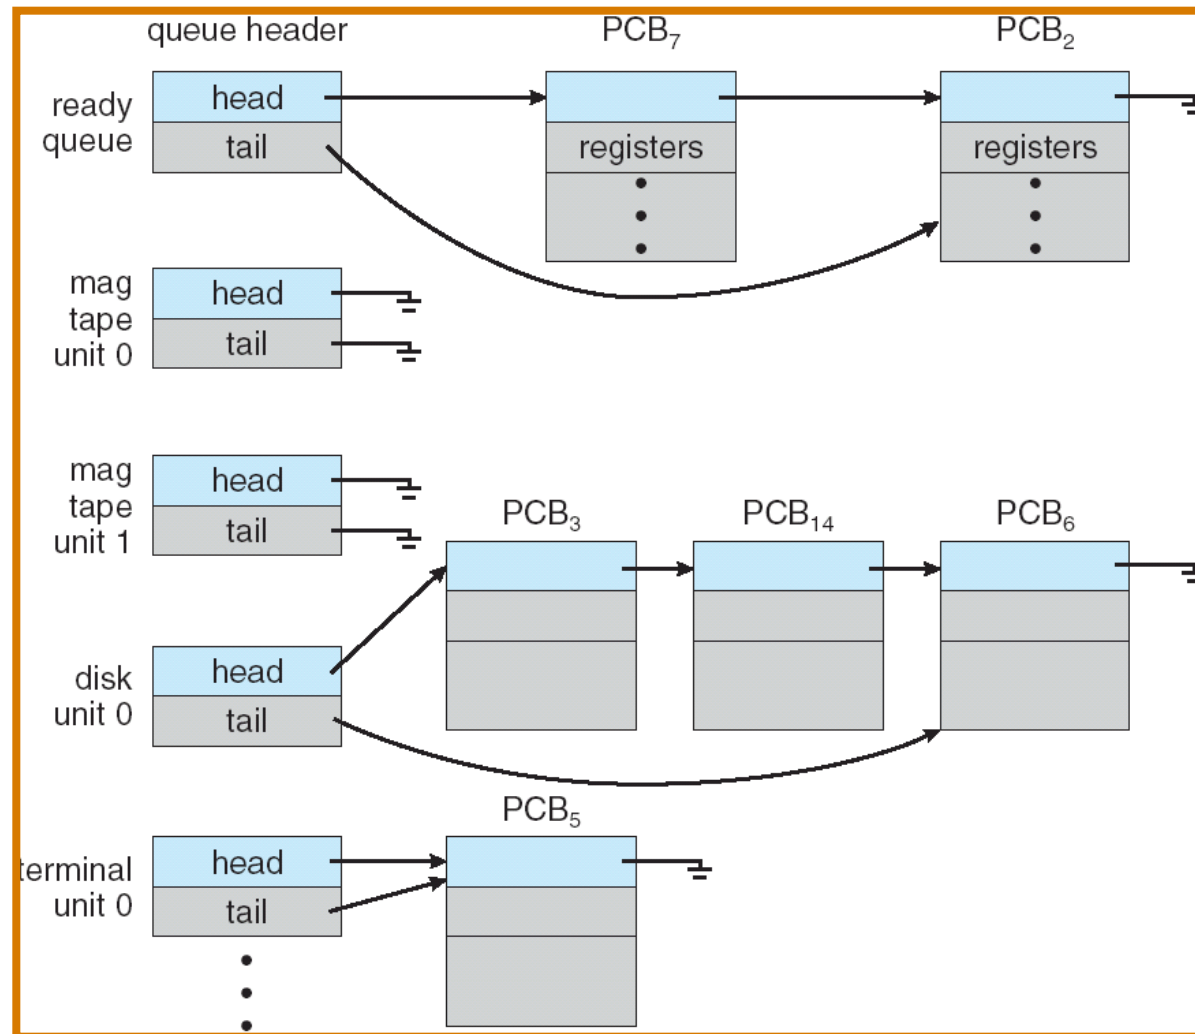 queue header
PCB₇
PCB₂
ready
queue
head
tail
registers
registers
mag
tape
unit 0
head
tail
mag
tape
unit 1
head
tail
PCB₃
PCB₁₄
PCB₆
disk
unit 0
head
tail
PCB₅
terminal
unit 0
head
tail